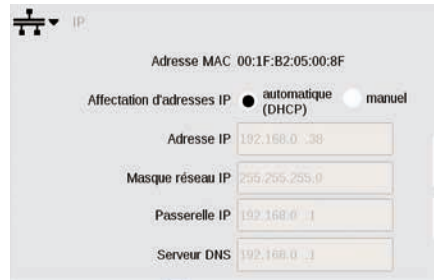 IP
Adresse MAC 00:1F:B2:05:00:8F
Affectation d'adresses IP automatique (DHCP) manuel
Adresse IP 192.168.0 .38
Masque réseau IP 255.255.255.0
Passerelle IP 192.168.0 .1
Serveur DNS 192.168.0 .1